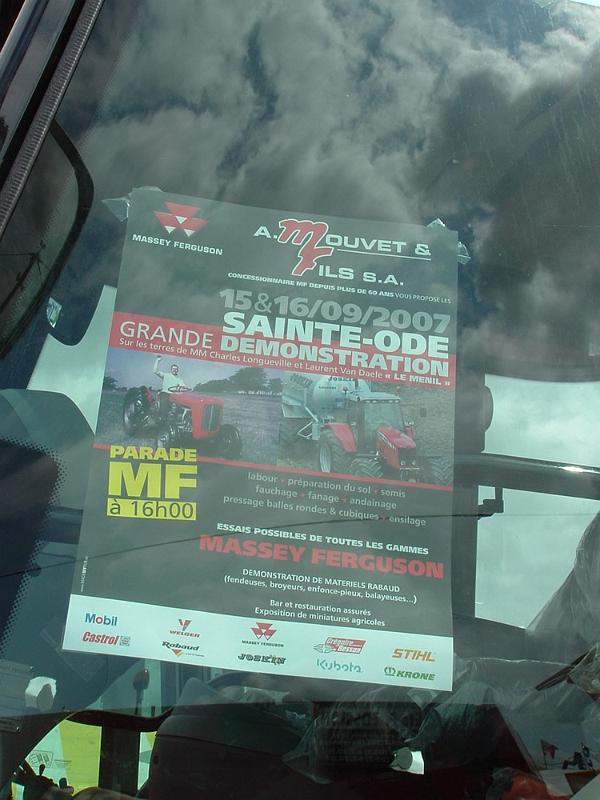 MASSEY FERGUSON
A. MOUVET &
FILS S.A.
CONCESSIONNAIRE MF DEPUIS PLUS DE 60 ANS VOUS PROPOSE LES
15&16/09/2007
SAINTE-ODE
GRANDE DEMONSTRATION
Sur les terres de MM Charles Longueville et Laurent Van Daele « LE MENIL »
JOSKIN
PARADE
MF
à 16h00
labour • préparation du sol • semis
fauchage • fanage • andainage
pressage balles rondes & cubiques • ensilage
ESSAIS POSSIBLES DE TOUTES LES GAMMES
MASSEY FERGUSON
DEMONSTRATION DE MATERIELS RABAUD
(fendeuses, broyeurs, enfonce-pieux, balayeuses...)
Bar et restauration assurés
Exposition de miniatures agricoles
Mobil
WELGER
MASSEY FERGUSON
Grégoire Besson
STIHL
Castrol
Rabaud
JOSKIN
Kubota
KRONE